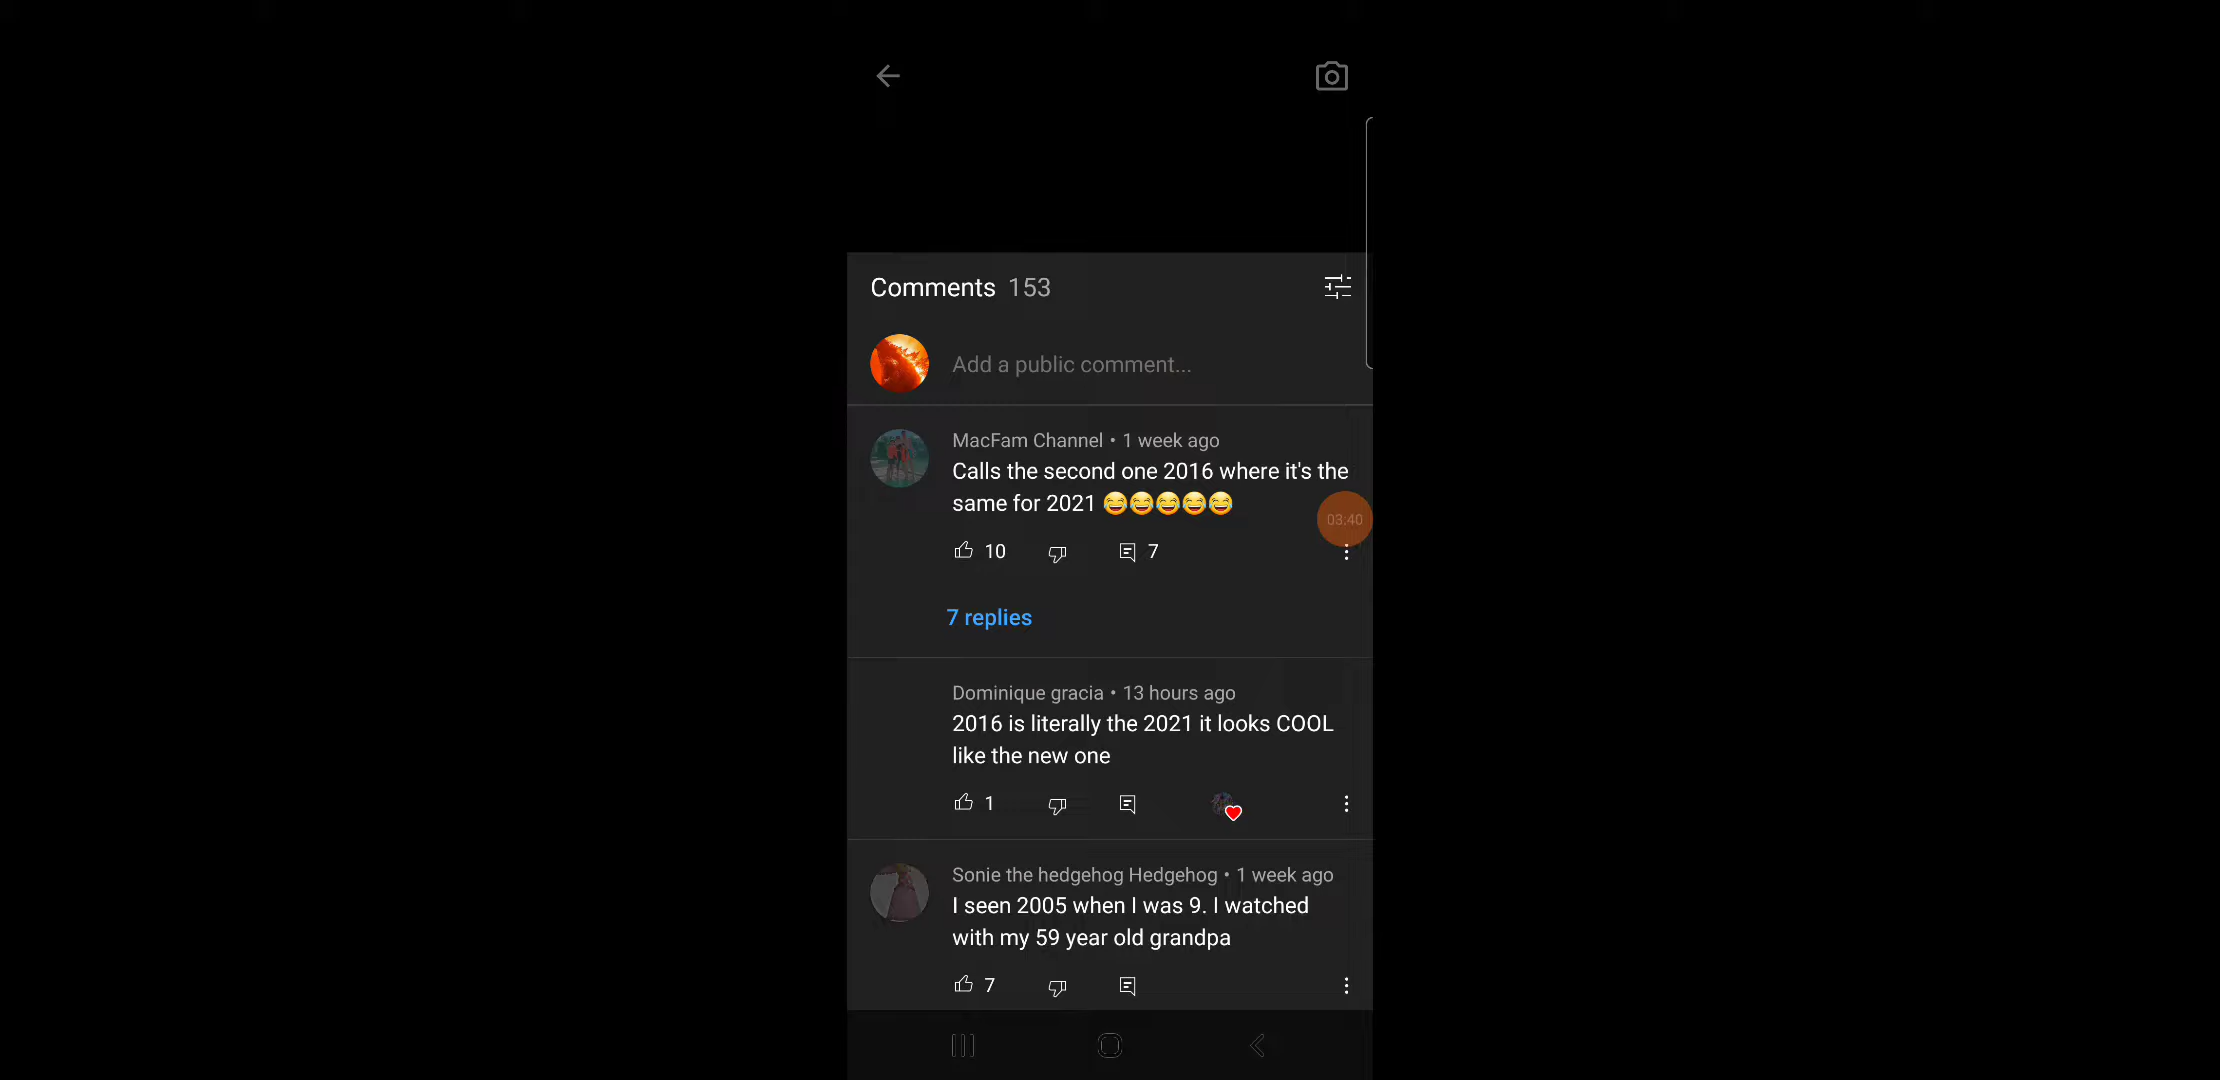 Comments 153
Add a public comment...
MacFam Channel • 1 week ago
Calls the second one 2016 where it's the
same for 2021 😂😂😂😂😂
03:40
10 7
7 replies
Dominique gracia • 13 hours ago
2016 is literally the 2021 it looks COOL
like the new one
1
Sonie the hedgehog Hedgehog • 1 week ago
I seen 2005 when I was 9. I watched
with my 59 year old grandpa
7